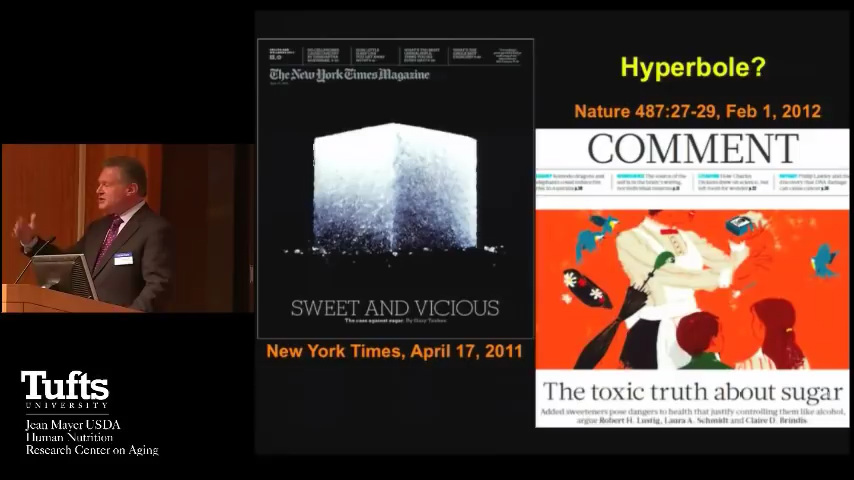 The New York Times Magazine
SWEET AND VICIOUS
The case against sugar. By Gary Taubes
New York Times, April 17, 2011
Hyperbole?
Nature 487:27-29, Feb 1, 2012
COMMENT
The toxic truth about sugar
Added sweeteners pose dangers to health that justify controlling them like alcohol,
argue Robert H. Lustig, Laura A. Schmidt and Claire D. Brindis
Tufts
UNIVERSITY
Jean Mayer USDA
Human Nutrition
Research Center on Aging